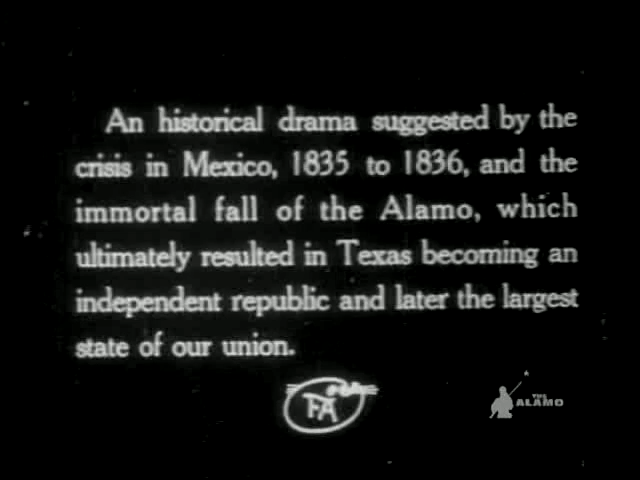 An historical drama suggested by the
crisis in Mexico, 1835 to 1836, and the
immortal fall of the Alamo, which
ultimately resulted in Texas becoming an
independent republic and later the largest
state of our union.
FA
THE
ALAMO